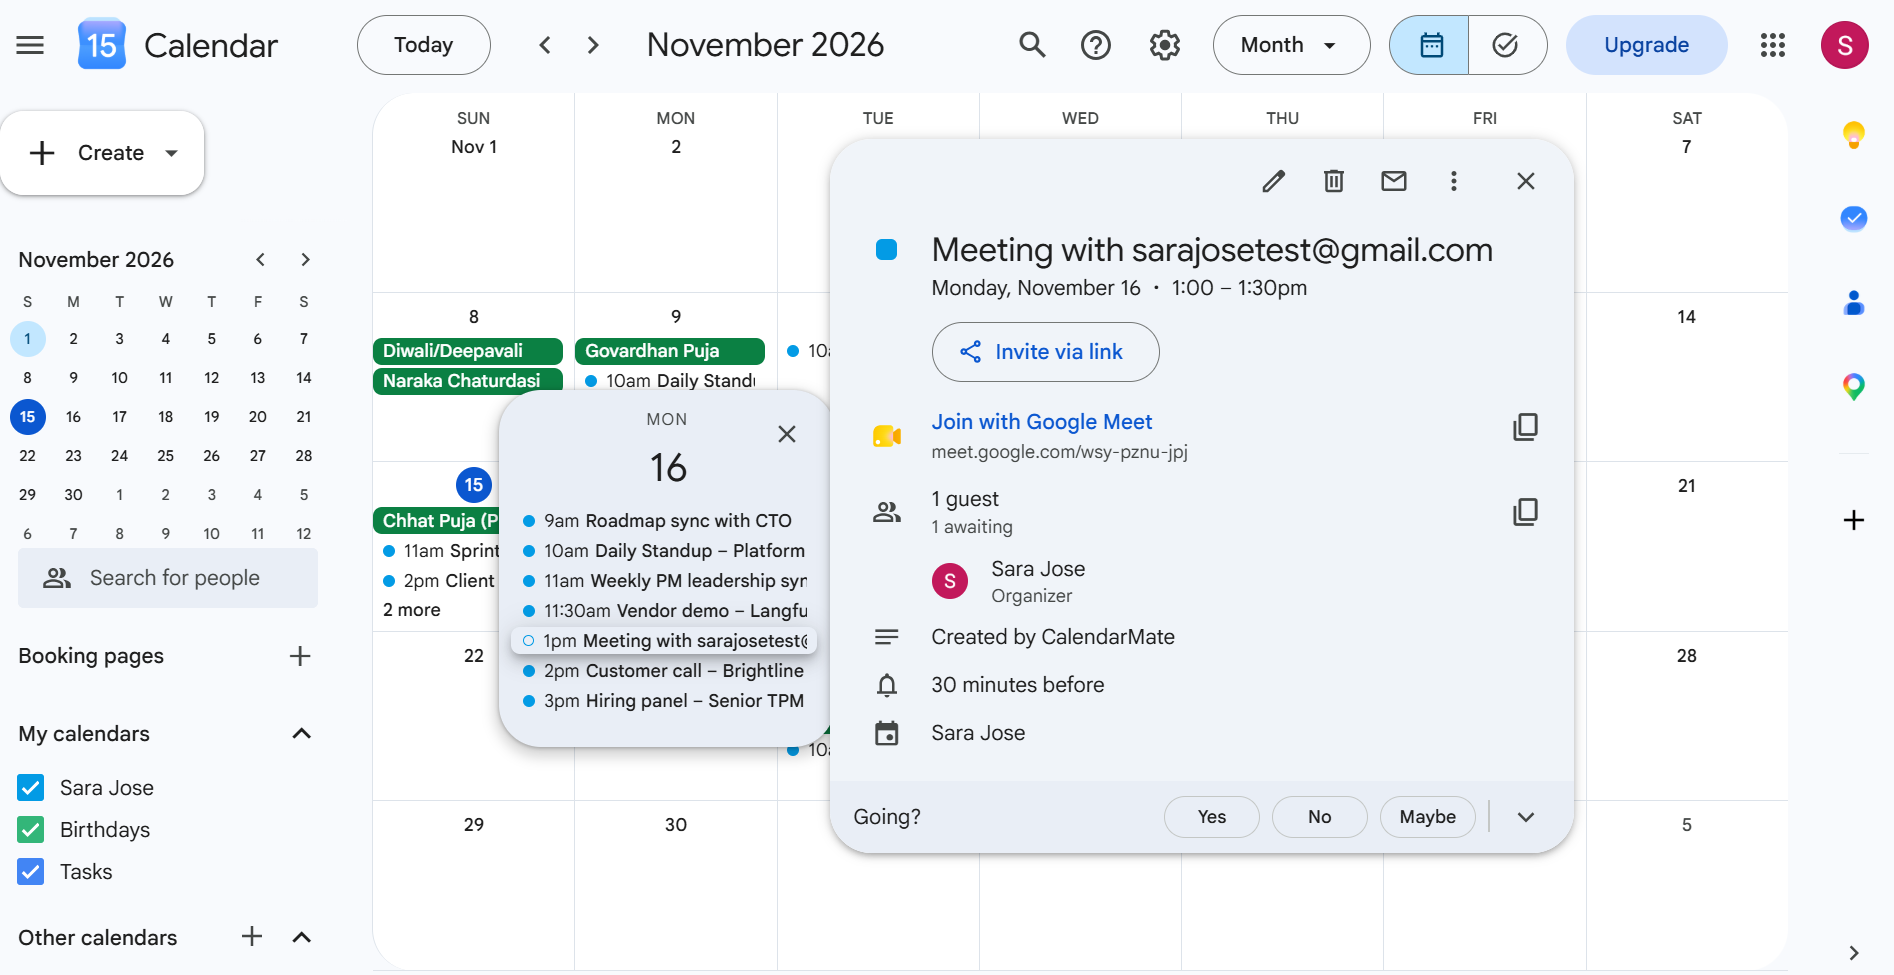 15 Calendar
Today
November 2026
Month
Upgrade
S
Create
November 2026
S M T W T F S
1 2 3 4 5 6 7
8 9 10 11 12 13 14
15 16 17 18 19 20 21
22 23 24 25 26 27 28
29 30 1 2 3 4 5
6 7 8 9 10 11 12
Search for people
Booking pages
My calendars
Sara Jose
Birthdays
Tasks
Other calendars
SUN MON TUE WED THU FRI SAT
Nov 1 2 7
8 9 14
Diwali/Deepavali
Naraka Chaturdasi
Govardhan Puja
10am Daily Stand
15 21
Chhat Puja (P
11am Sprint
2pm Client
2 more
22 28
29 30 5
MON
16
9am Roadmap sync with CTO
10am Daily Standup – Platform
11am Weekly PM leadership syn
11:30am Vendor demo – Langfu
1pm Meeting with sarajosetest@
2pm Customer call – Brightline
3pm Hiring panel – Senior TPM
10a
10a
Meeting with sarajosetest@gmail.com
Monday, November 16 · 1:00 – 1:30pm
Invite via link
Join with Google Meet
meet.google.com/wsy-pznu-jpj
1 guest
1 awaiting
S Sara Jose
Organizer
Created by CalendarMate
30 minutes before
Sara Jose
Going?
Yes
No
Maybe